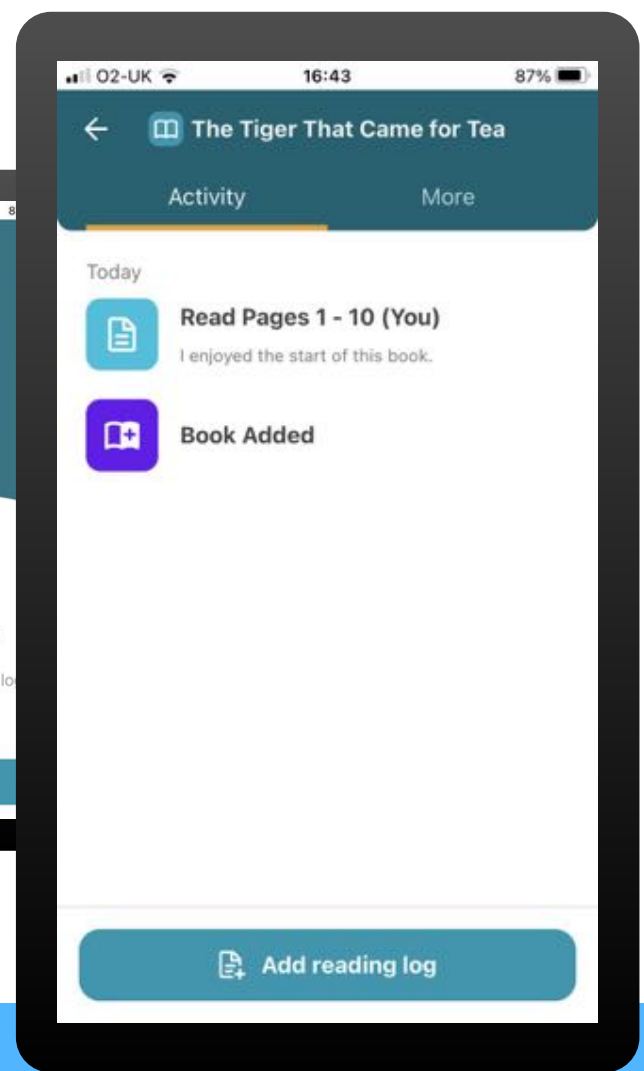 O2-UK 16:43 87%
The Tiger That Came for Tea
Activity More
Today
Read Pages 1 - 10 (You)
I enjoyed the start of this book.
Book Added
Add reading log